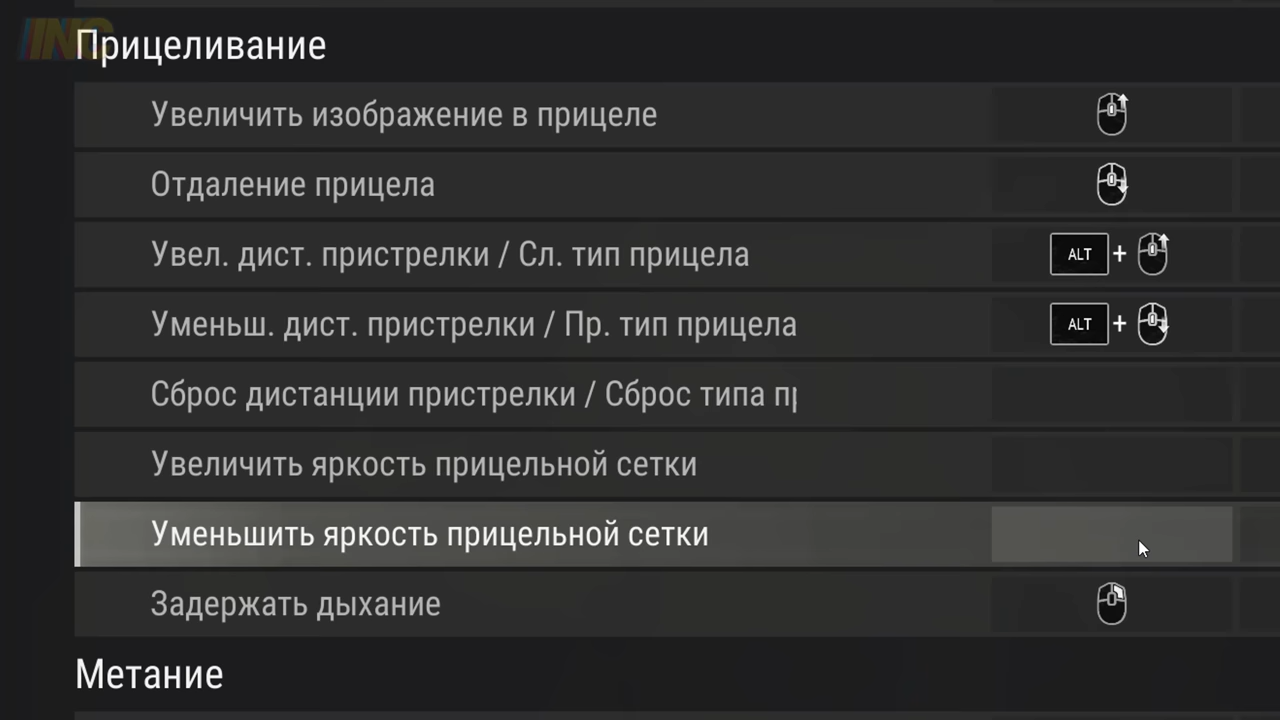 Прицеливание
Увеличить изображение в прицеле
Отдаление прицела
Увел. дист. пристрелки / Сл. тип прицела
ALT +
Уменьш. дист. пристрелки / Пр. тип прицела
ALT +
Сброс дистанции пристрелки / Сброс типа
Увеличить яркость прицельной сетки
Уменьшить яркость прицельной сетки
Задержать дыхание
Метание